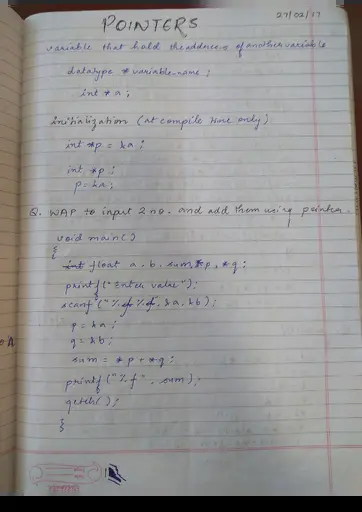 POINTERS
27/02/17
variable that hold the address of another variable
datatype * variable-name ;
int * a ;
initialization (at compile time only)
int *p = &a ;
int *p ;
p = &a ;
Q. WAP to input 2 no. and add them using pointer.
void main( )
{
int float a, b, sum, *p, *q ;
printf ("Enter value") ;
scanf ("%f %f", &a, &b) ;
p = &a ;
q = &b ;
sum = *p + *q ;
printf ("%f", sum) ;
getch( ) ;
}